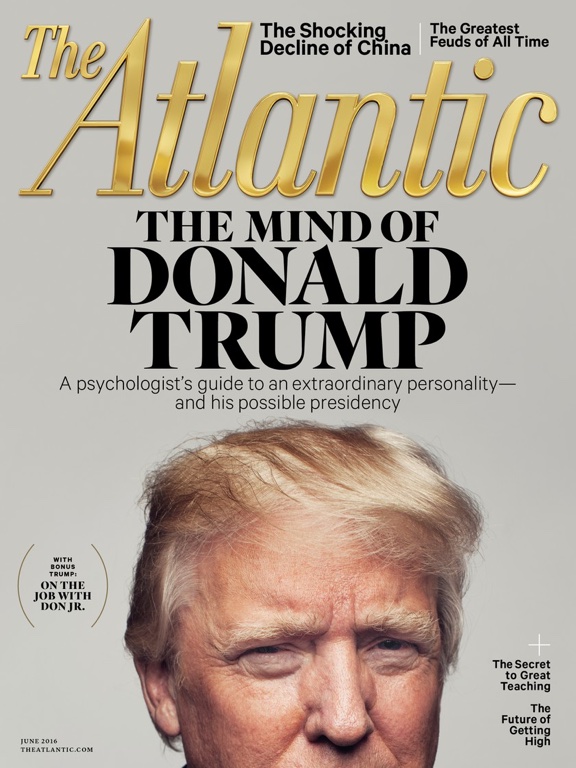 The Atlantic
The Shocking
Decline of China
The Greatest
Feuds of All Time
THE MIND OF
DONALD
TRUMP
A psychologist's guide to an extraordinary personality—
and his possible presidency
WITH
BONUS
TRUMP:
ON THE
JOB WITH
DON JR.
+
The Secret
to Great
Teaching
The
Future of
Getting
High
JUNE 2016
THEATLANTIC.COM